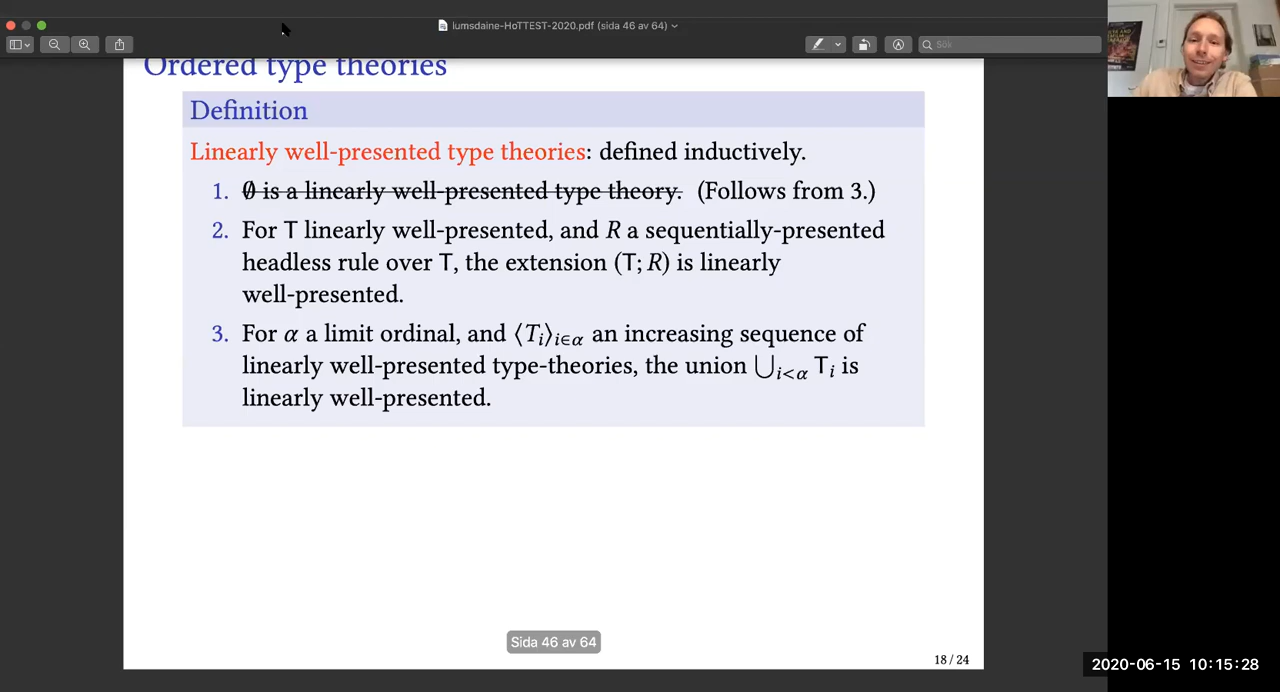 lumsdaine-HoTTEST-2020.pdf (sida 46 av 64)
Sök
Ordered type theories
Definition
Linearly well-presented type theories: defined inductively.
1. ∅ is a linearly well-presented type theory. (Follows from 3.)
2. For T linearly well-presented, and R a sequentially-presented
headless rule over T, the extension (T; R) is linearly
well-presented.
3. For α a limit ordinal, and ⟨T_i⟩_{i∈α} an increasing sequence of
linearly well-presented type-theories, the union ⋃_{i<α} T_i is
linearly well-presented.
Sida 46 av 64
18 / 24
2020-06-15 10:15:28